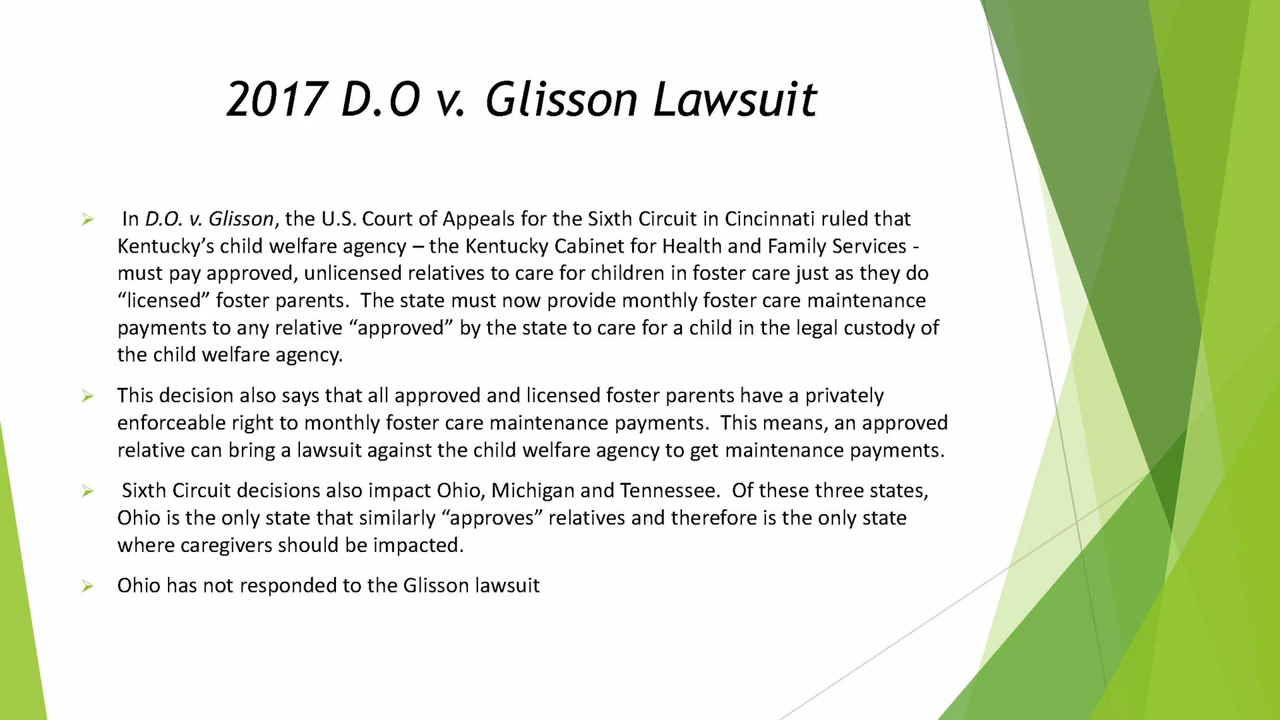 2017 D.O v. Glisson Lawsuit
In D.O. v. Glisson, the U.S. Court of Appeals for the Sixth Circuit in Cincinnati ruled that
Kentucky’s child welfare agency – the Kentucky Cabinet for Health and Family Services -
must pay approved, unlicensed relatives to care for children in foster care just as they do
“licensed” foster parents.  The state must now provide monthly foster care maintenance
payments to any relative “approved” by the state to care for a child in the legal custody of
the child welfare agency.
This decision also says that all approved and licensed foster parents have a privately
enforceable right to monthly foster care maintenance payments.  This means, an approved
relative can bring a lawsuit against the child welfare agency to get maintenance payments.
Sixth Circuit decisions also impact Ohio, Michigan and Tennessee.  Of these three states,
Ohio is the only state that similarly “approves” relatives and therefore is the only state
where caregivers should be impacted.
Ohio has not responded to the Glisson lawsuit